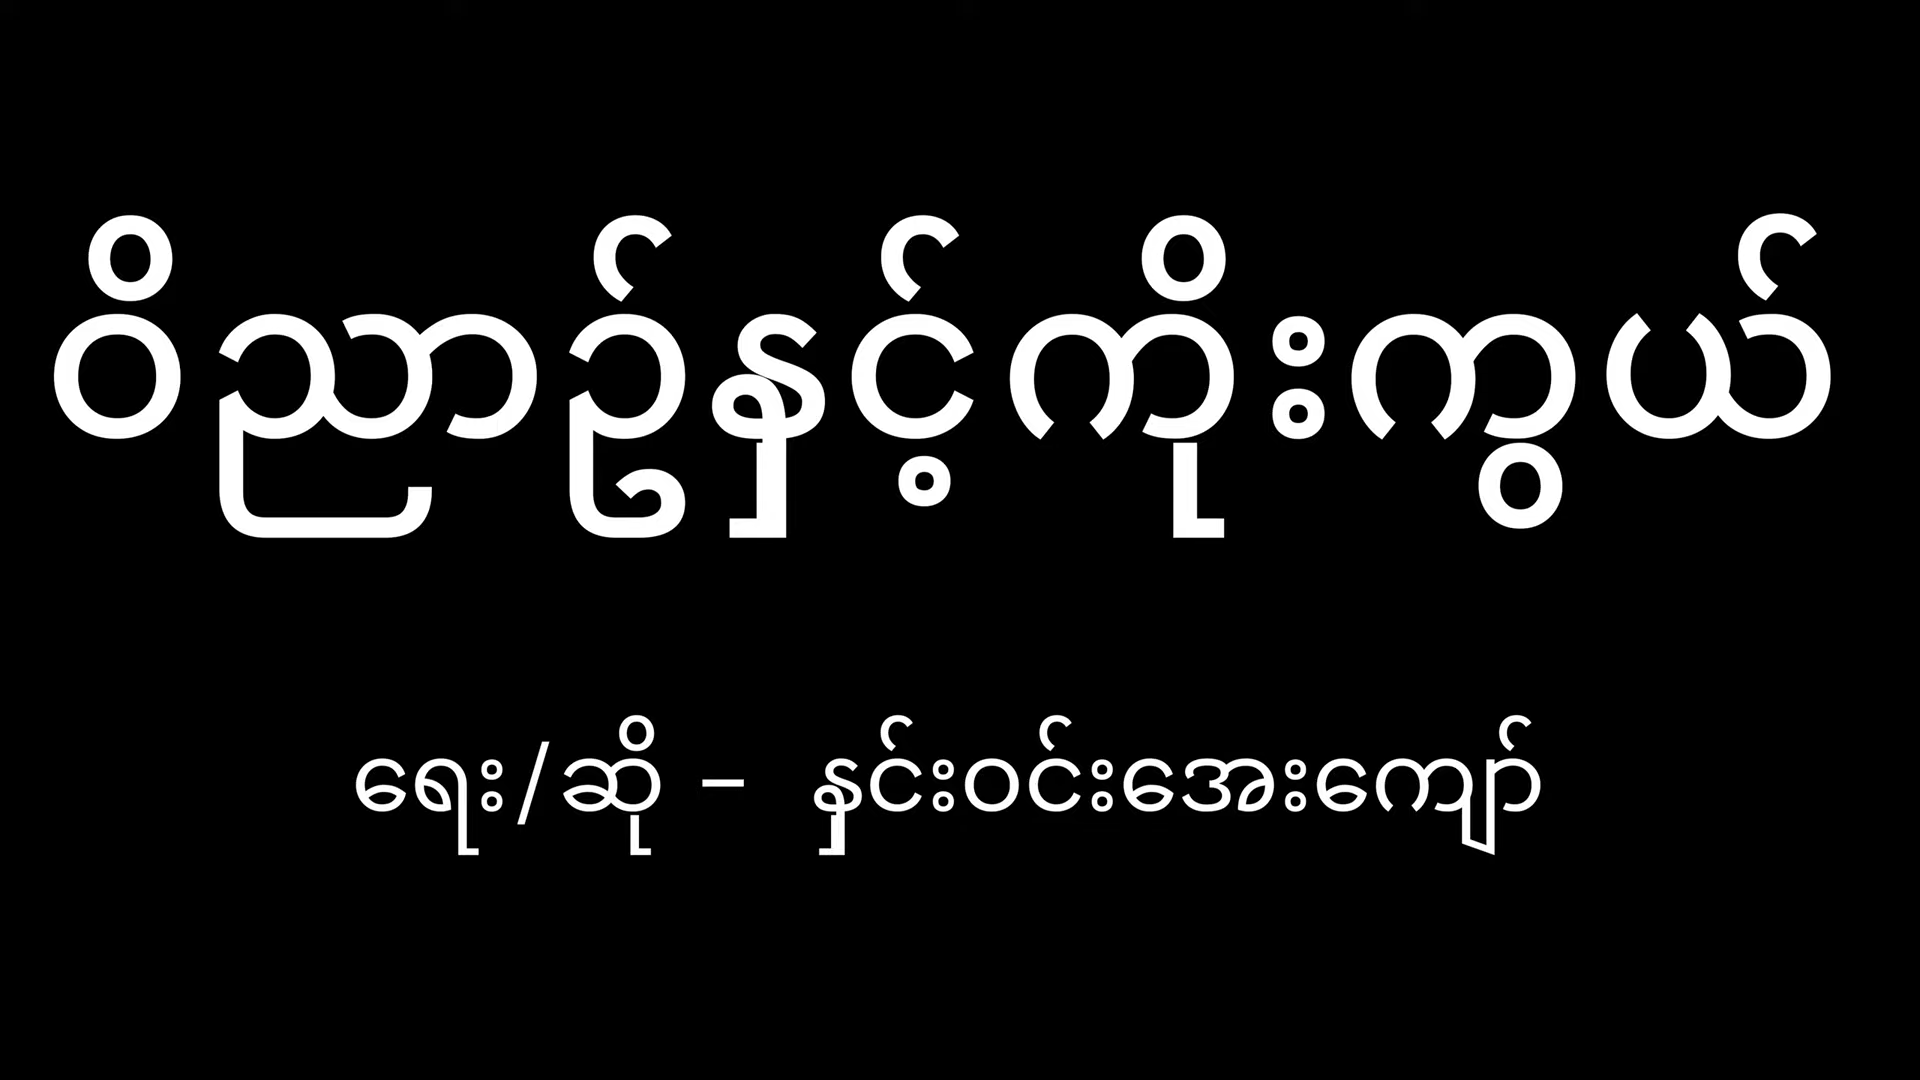 ဝိညာဉ်နှင့်ကိုးကွယ်
ရေး/ဆို - နှင်းဝင်းအေးကျော်